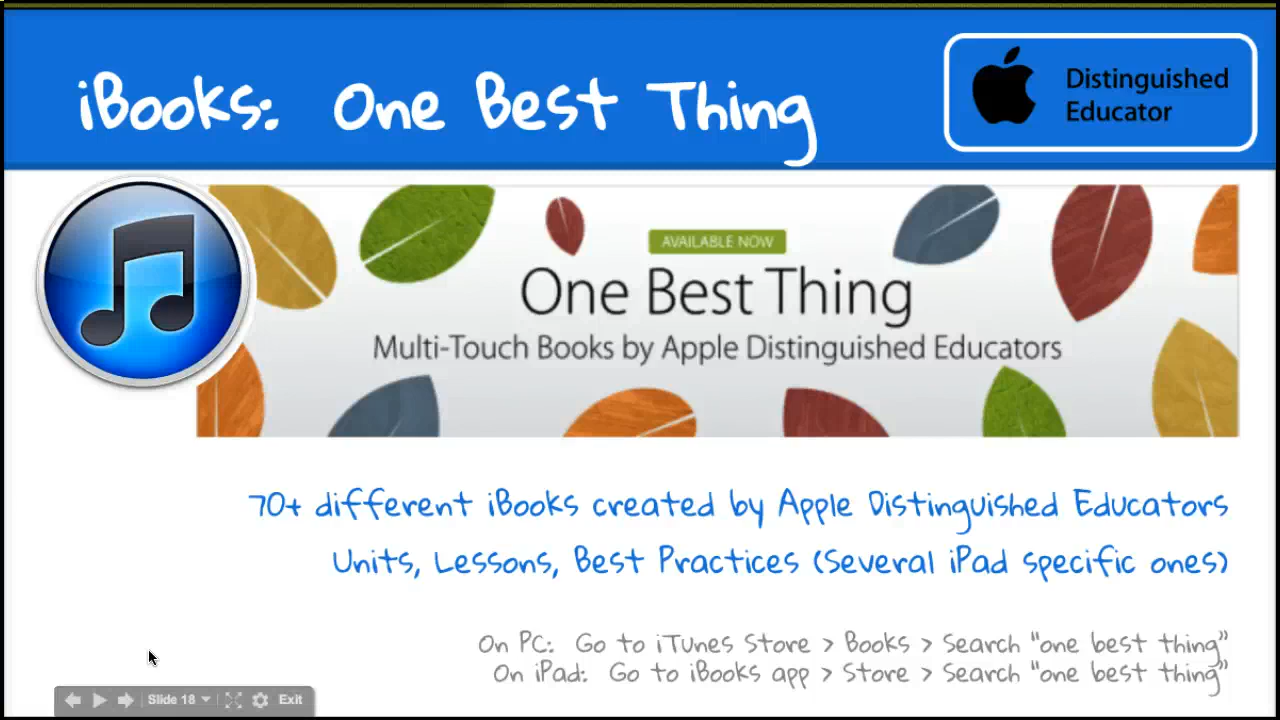 iBooks: One Best Thing
Distinguished
Educator
AVAILABLE NOW
One Best Thing
Multi-Touch Books by Apple Distinguished Educators
70+ different iBooks created by Apple Distinguished Educators
Units, Lessons, Best Practices (Several iPad specific ones)
On PC: Go to iTunes Store > Books > Search "one best thing"
On iPad: Go to iBooks app > Store > Search "one best thing"
Slide 18
Exit